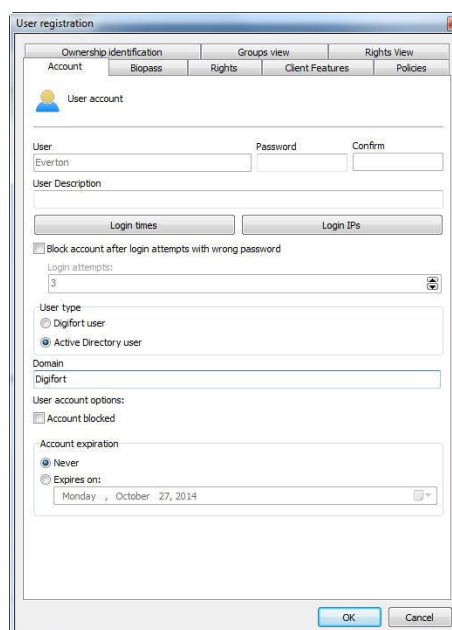 User registration
Ownership identification Groups view Rights View
Account Biopass Rights Client Features Policies
User account
User Password Confirm
Everton
User Description
Login times Login IPs
Block account after login attempts with wrong password
Login attempts:
3
User type
Digifort user
Active Directory user
Domain
Digifort
User account options:
Account blocked
Account expiration
Never
Expires on:
Monday , October 27, 2014
OK Cancel